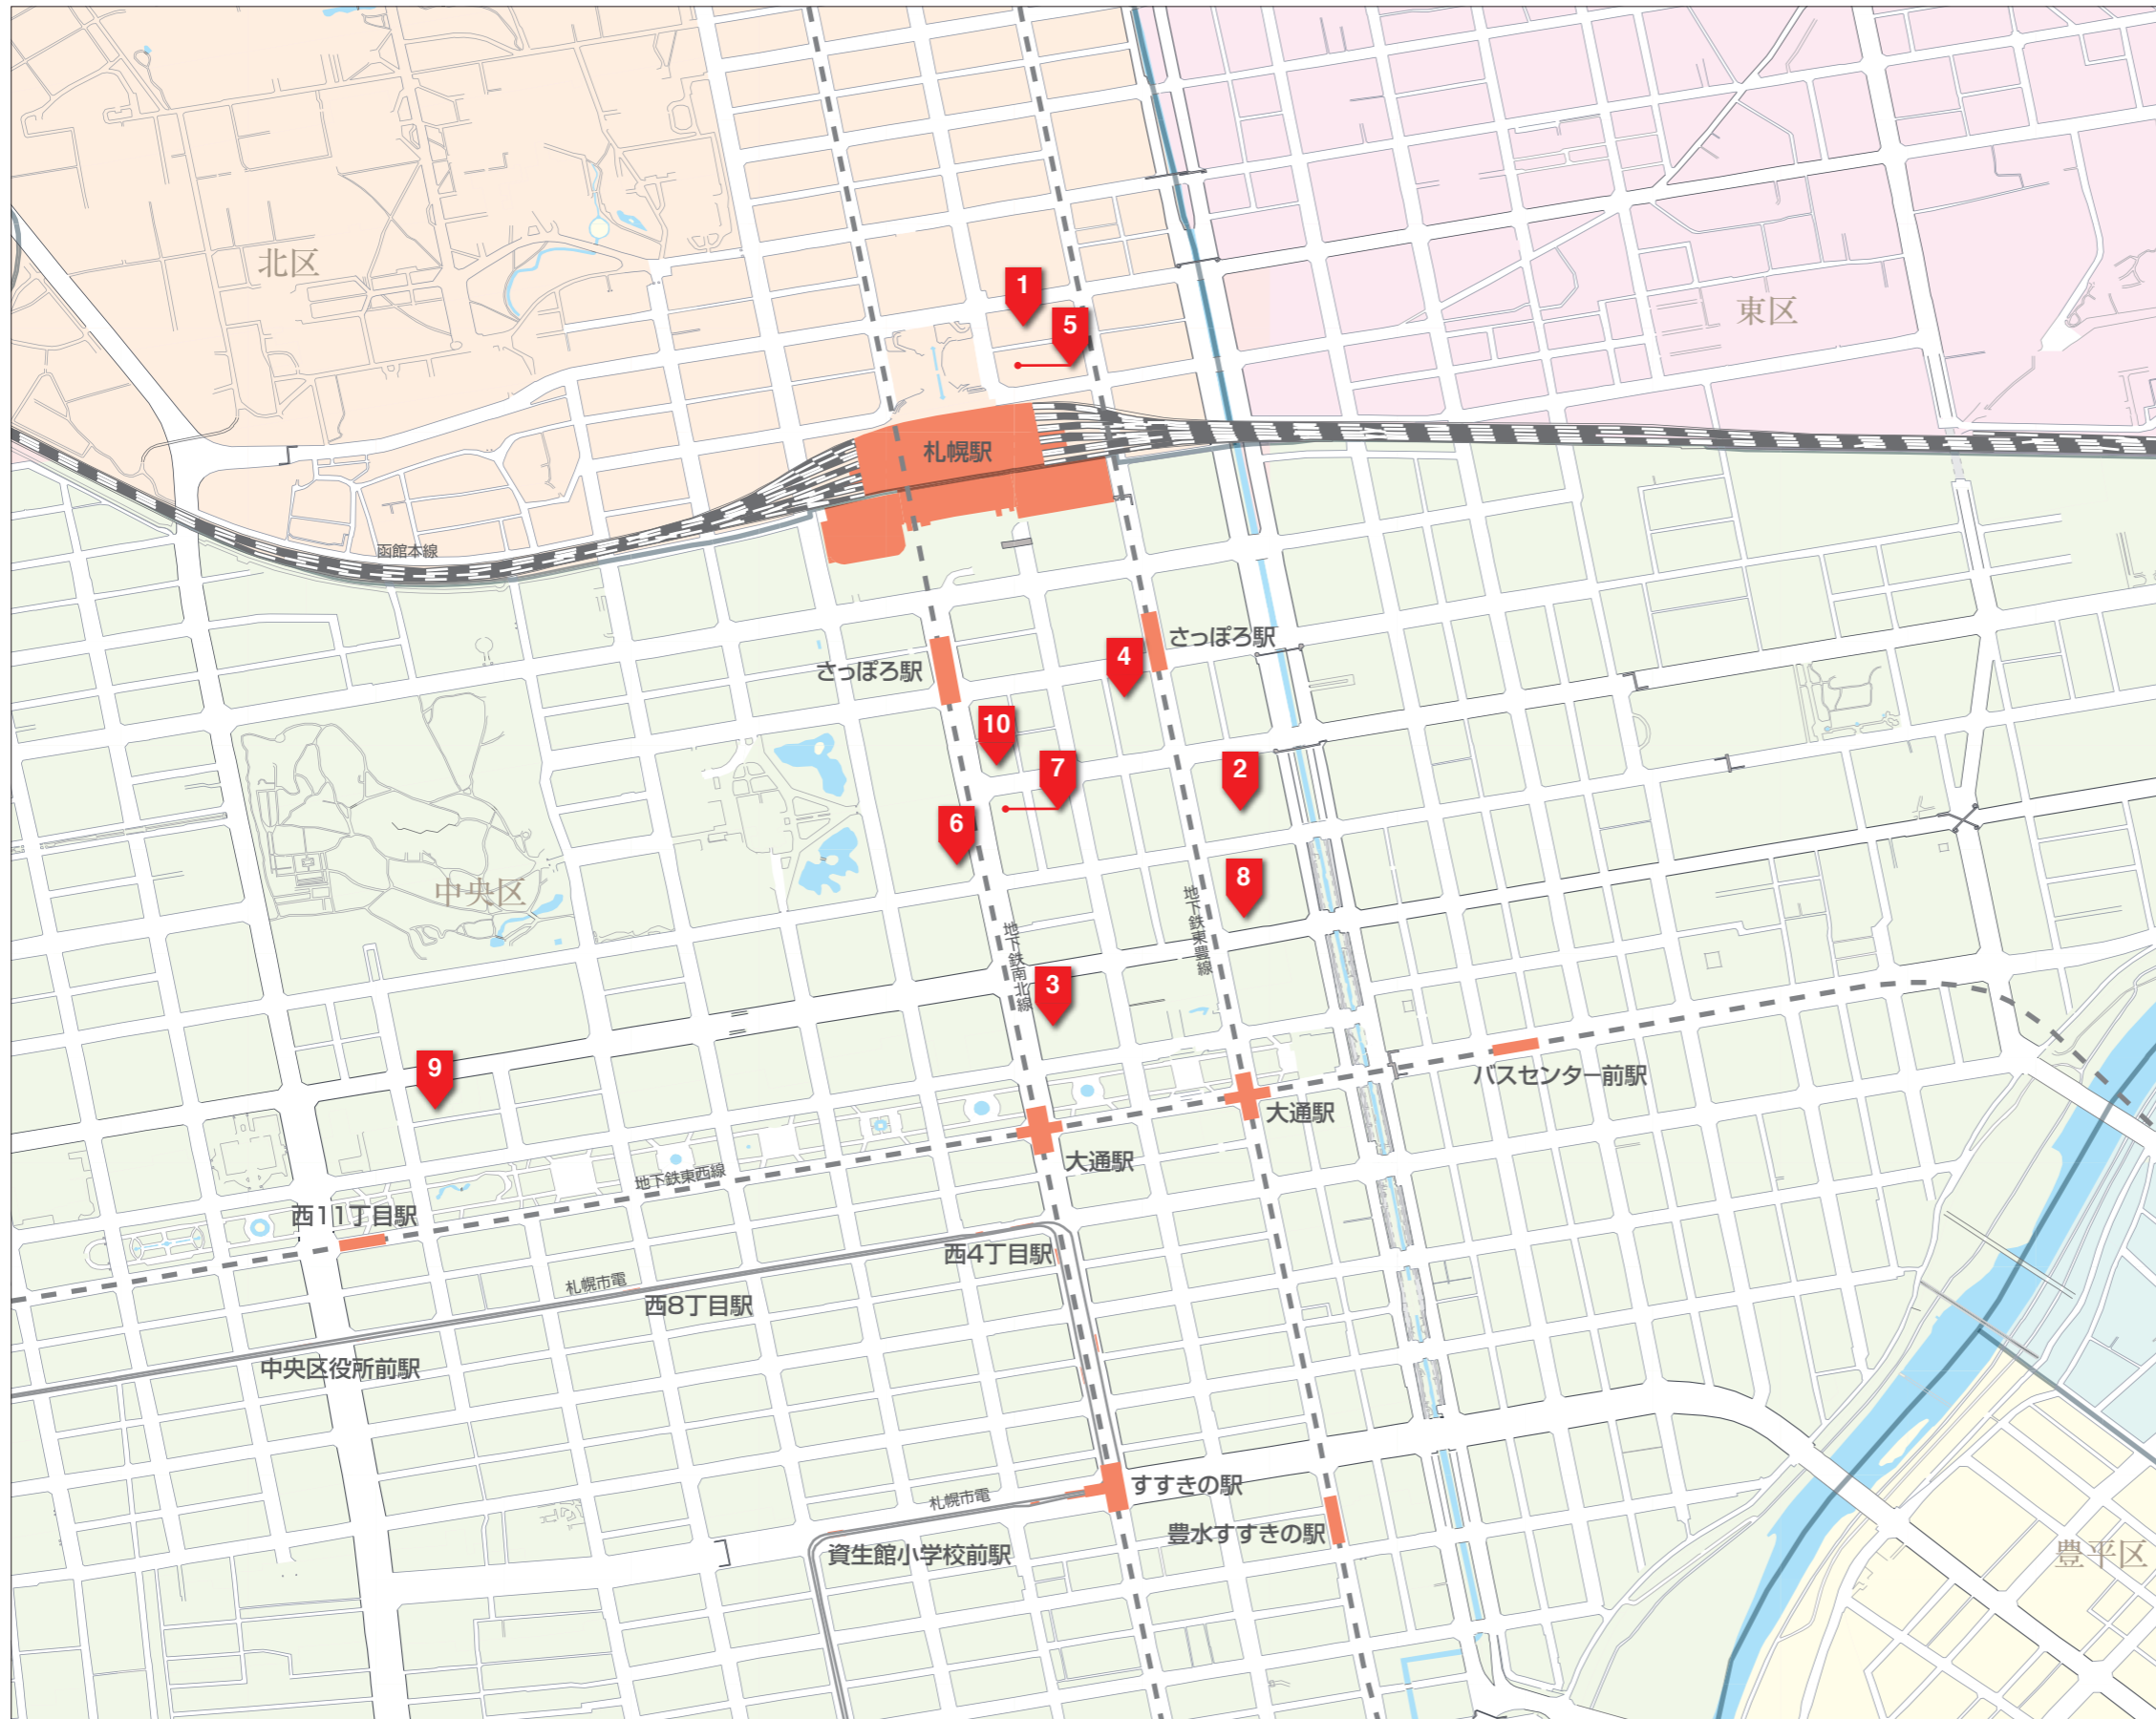 北区
1
5
東区
札幌駅
函館本線
さっぽろ駅
4
さっぽろ駅
10
7
2
6
8
中央区
地下鉄南北線
地下鉄東豊線
3
9
バスセンター前駅
大通駅
大通駅
地下鉄東西線
西11丁目駅
西4丁目駅
札幌市電
西8丁目駅
中央区役所前駅
すすきの駅
札幌市電
豊水すすきの駅
資生館小学校前駅
豊平区